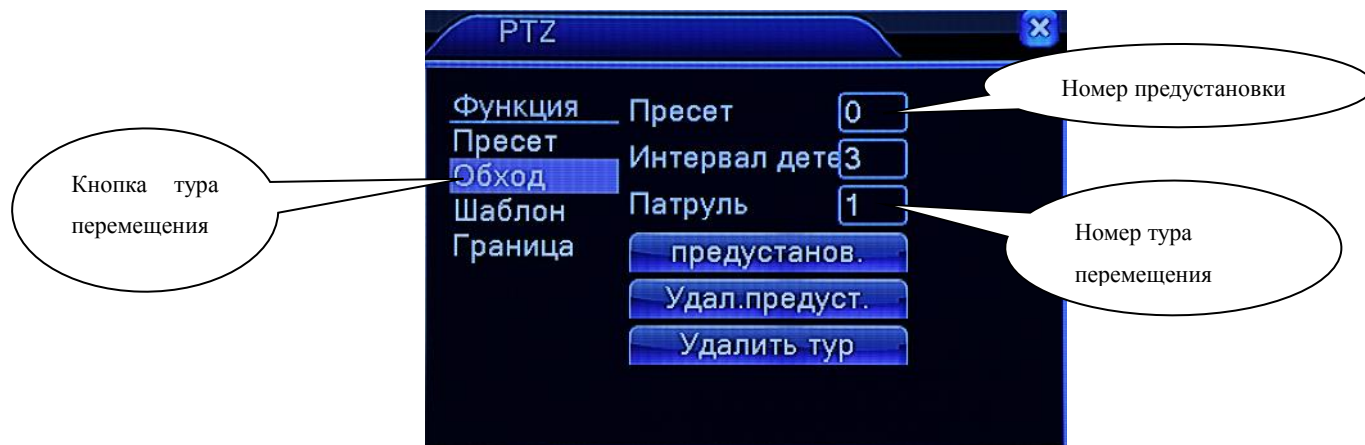 PTZ
Функция
Пресет
Обход
Шаблон
Граница
Пресет 0
Интервал дете 3
Патруль 1
предустанов.
Удал.предуст.
Удалить тур
Кнопка тура
перемещения
Номер предустановки
Номер тура
перемещения